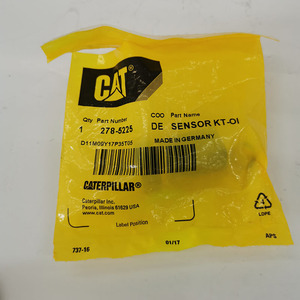 CAT
Qty Part Number COO Part Name
1 278-5225 DE SENSOR KT-OI
MADE IN GERMANY
CATERPILLAR®
Caterpillar Inc.
Peoria, Illinois 61629 USA
www.cat.com
Label Position
LDPE
737-16 01/17 APS